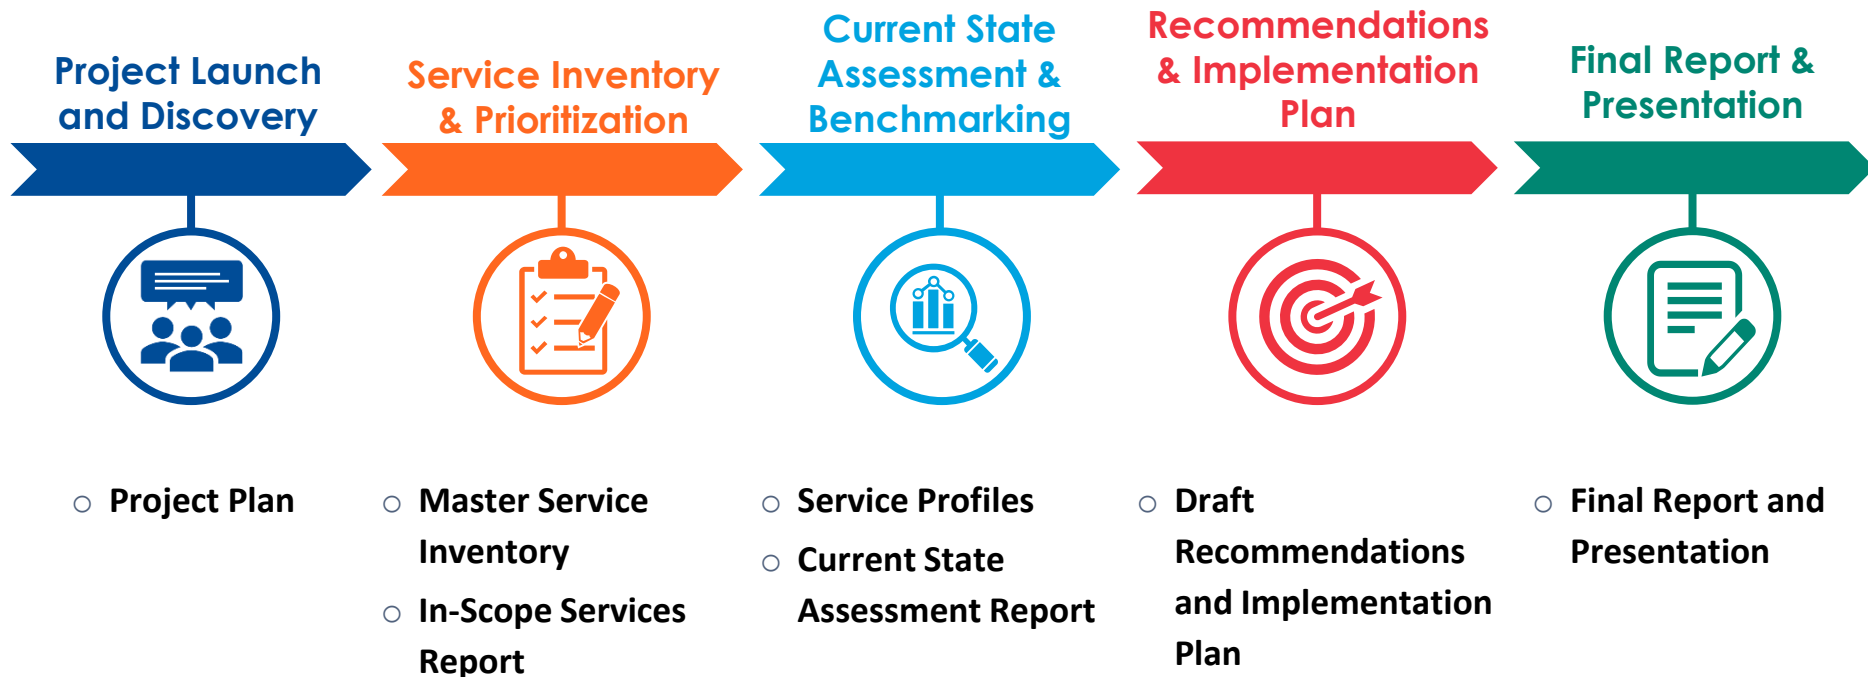 Project Launch
and Discovery
Service Inventory
& Prioritization
Current State
Assessment &
Benchmarking
Recommendations
& Implementation
Plan
Final Report &
Presentation
Project Plan
Master Service
Inventory
In-Scope Services
Report
Service Profiles
Current State
Assessment Report
Draft
Recommendations
and Implementation
Plan
Final Report and
Presentation